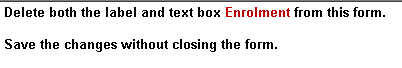 Delete both the label and text box Enrolment from this form.
Save the changes without closing the form.